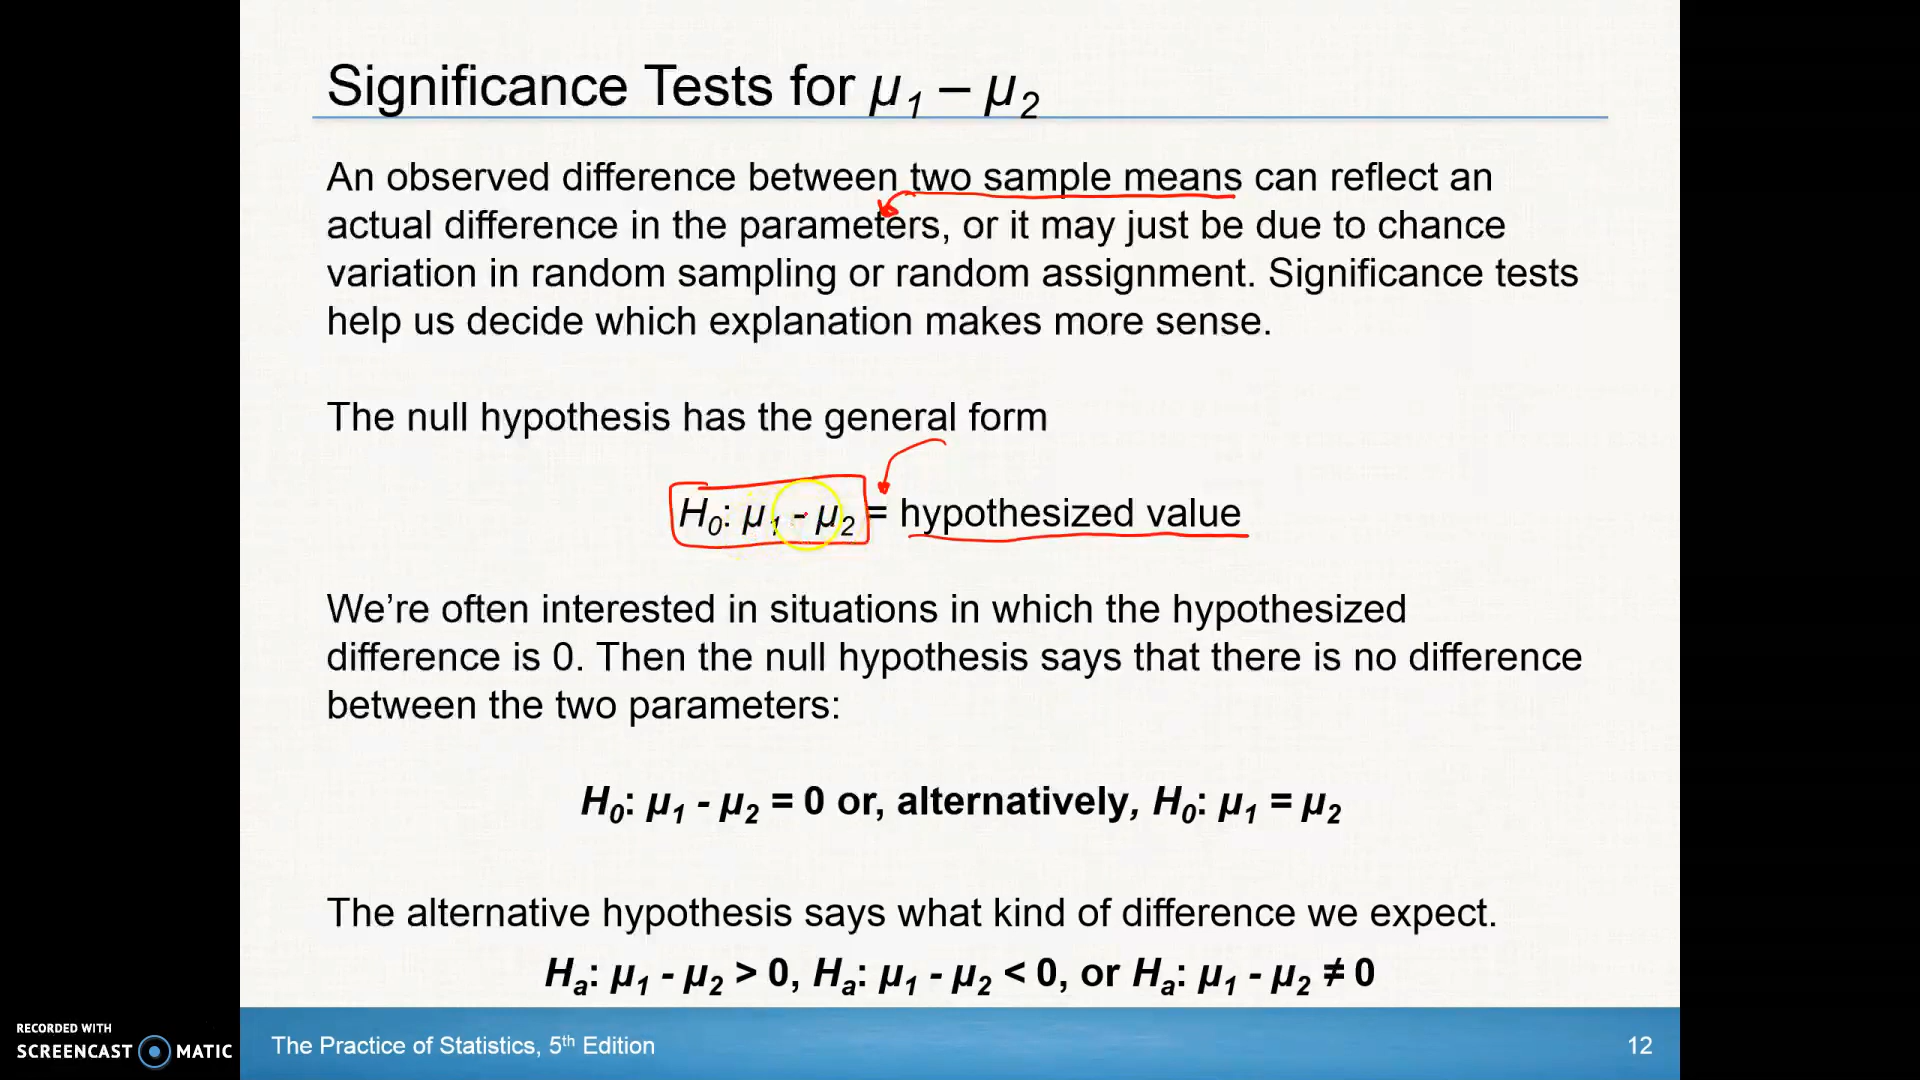 Significance Tests for μ₁ – μ₂
An observed difference between two sample means can reflect an
actual difference in the parameters, or it may just be due to chance
variation in random sampling or random assignment. Significance tests
help us decide which explanation makes more sense.
The null hypothesis has the general form
H₀: μ₁ - μ₂ = hypothesized value
We’re often interested in situations in which the hypothesized
difference is 0. Then the null hypothesis says that there is no difference
between the two parameters:
H₀: μ₁ - μ₂ = 0 or, alternatively, H₀: μ₁ = μ₂
The alternative hypothesis says what kind of difference we expect.
Hₐ: μ₁ - μ₂ > 0, Hₐ: μ₁ - μ₂ < 0, or Hₐ: μ₁ - μ₂ ≠ 0
RECORDED WITH
SCREENCAST MATIC
The Practice of Statistics, 5th Edition
12